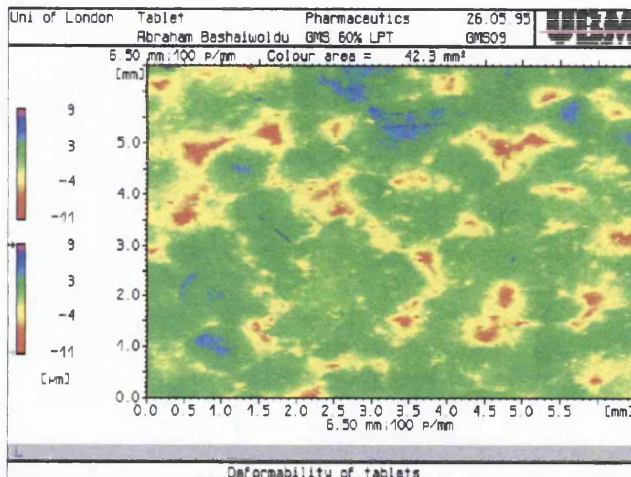 Uni of London Tablet Pharmaceutics 26.05.95 UBM
Abraham Bashaiwoldu GMS 60% LPT GMS09
6.50 mm:100 p/mm Colour area = 42.3 mm²
[mm]
9
3
-4
-11
9
3
-4
-11
[µm]
5.0
4.0
3.0
2.0
1.0
0.0
0.0 0.5 1.0 1.5 2.0 2.5 3.0 3.5 4.0 4.5 5.0 5.5 [mm]
6.50 mm:100 p/mm
L
Deformability of tablets